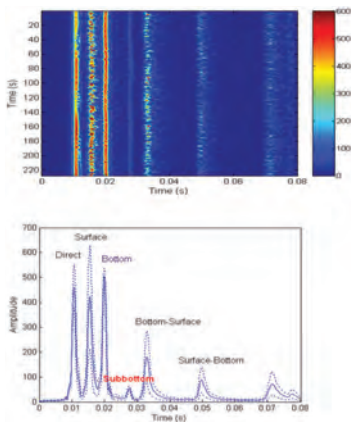 600
500
400
300
200
100
0
Time(s)
20
40
60
80
100
120
140
160
180
200
220
0 0.02 0.04 0.06 0.08
Time (s)
700
600
500
400
300
200
100
0
Amplitude
Surface
Direct
Bottom
Bottom-Surface
Surface-Bottom
Subbottom
0 0.01 0.02 0.03 0.04 0.05 0.06 0.07 0.08
Time (s)